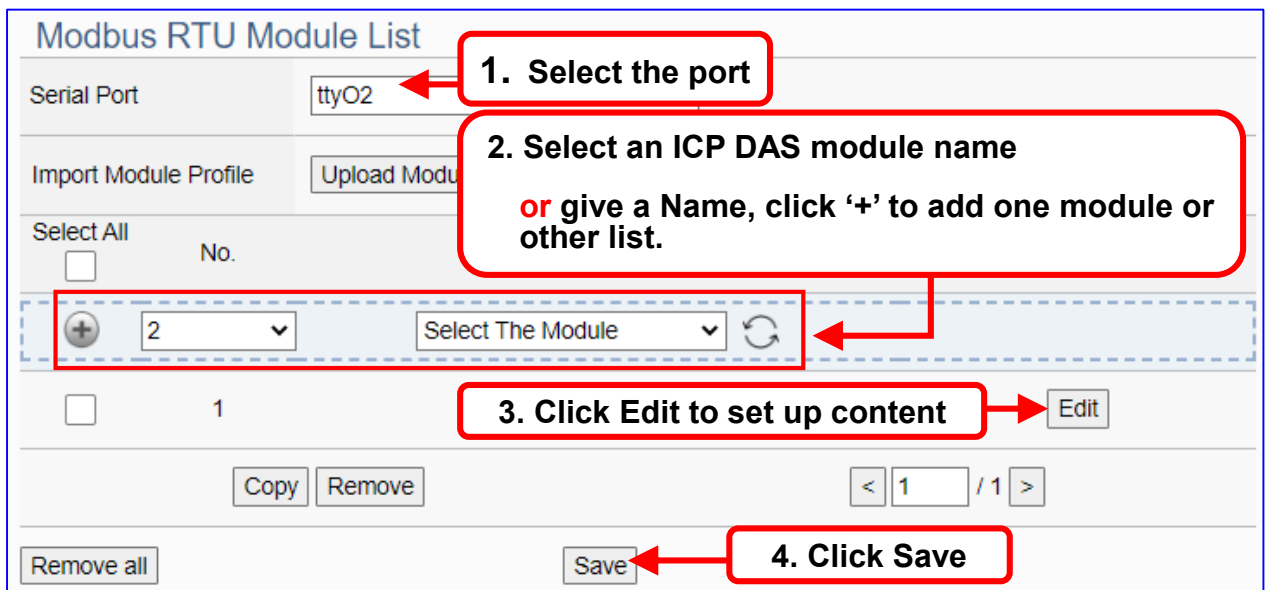 Modbus RTU Module List
1. Select the port
Serial Port
ttyO2
2. Select an ICP DAS module name
or give a Name, click ‘+’ to add one module or
other list.
Import Module Profile
Upload Modu
Select All
No.
2
Select The Module
1
3. Click Edit to set up content
Edit
Copy Remove < 1 / 1 >
Remove all
Save
4. Click Save